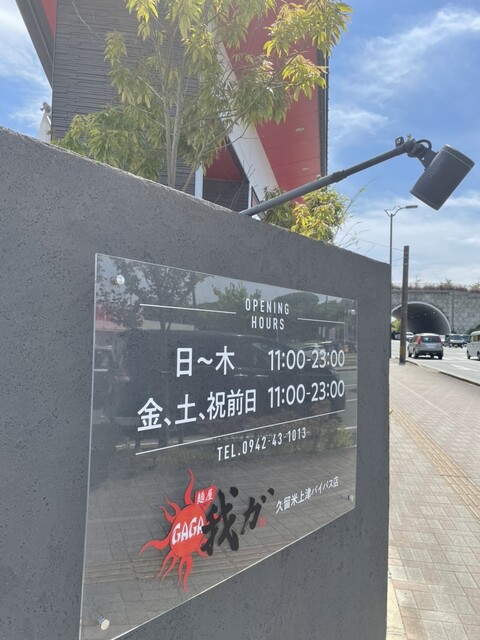 OPENING
HOURS
日〜木 11:00-23:00
金、土、祝前日 11:00-23:00
TEL.0942-43-1013
麺屋
GAGA
我ガ
久留米上津バイパス店